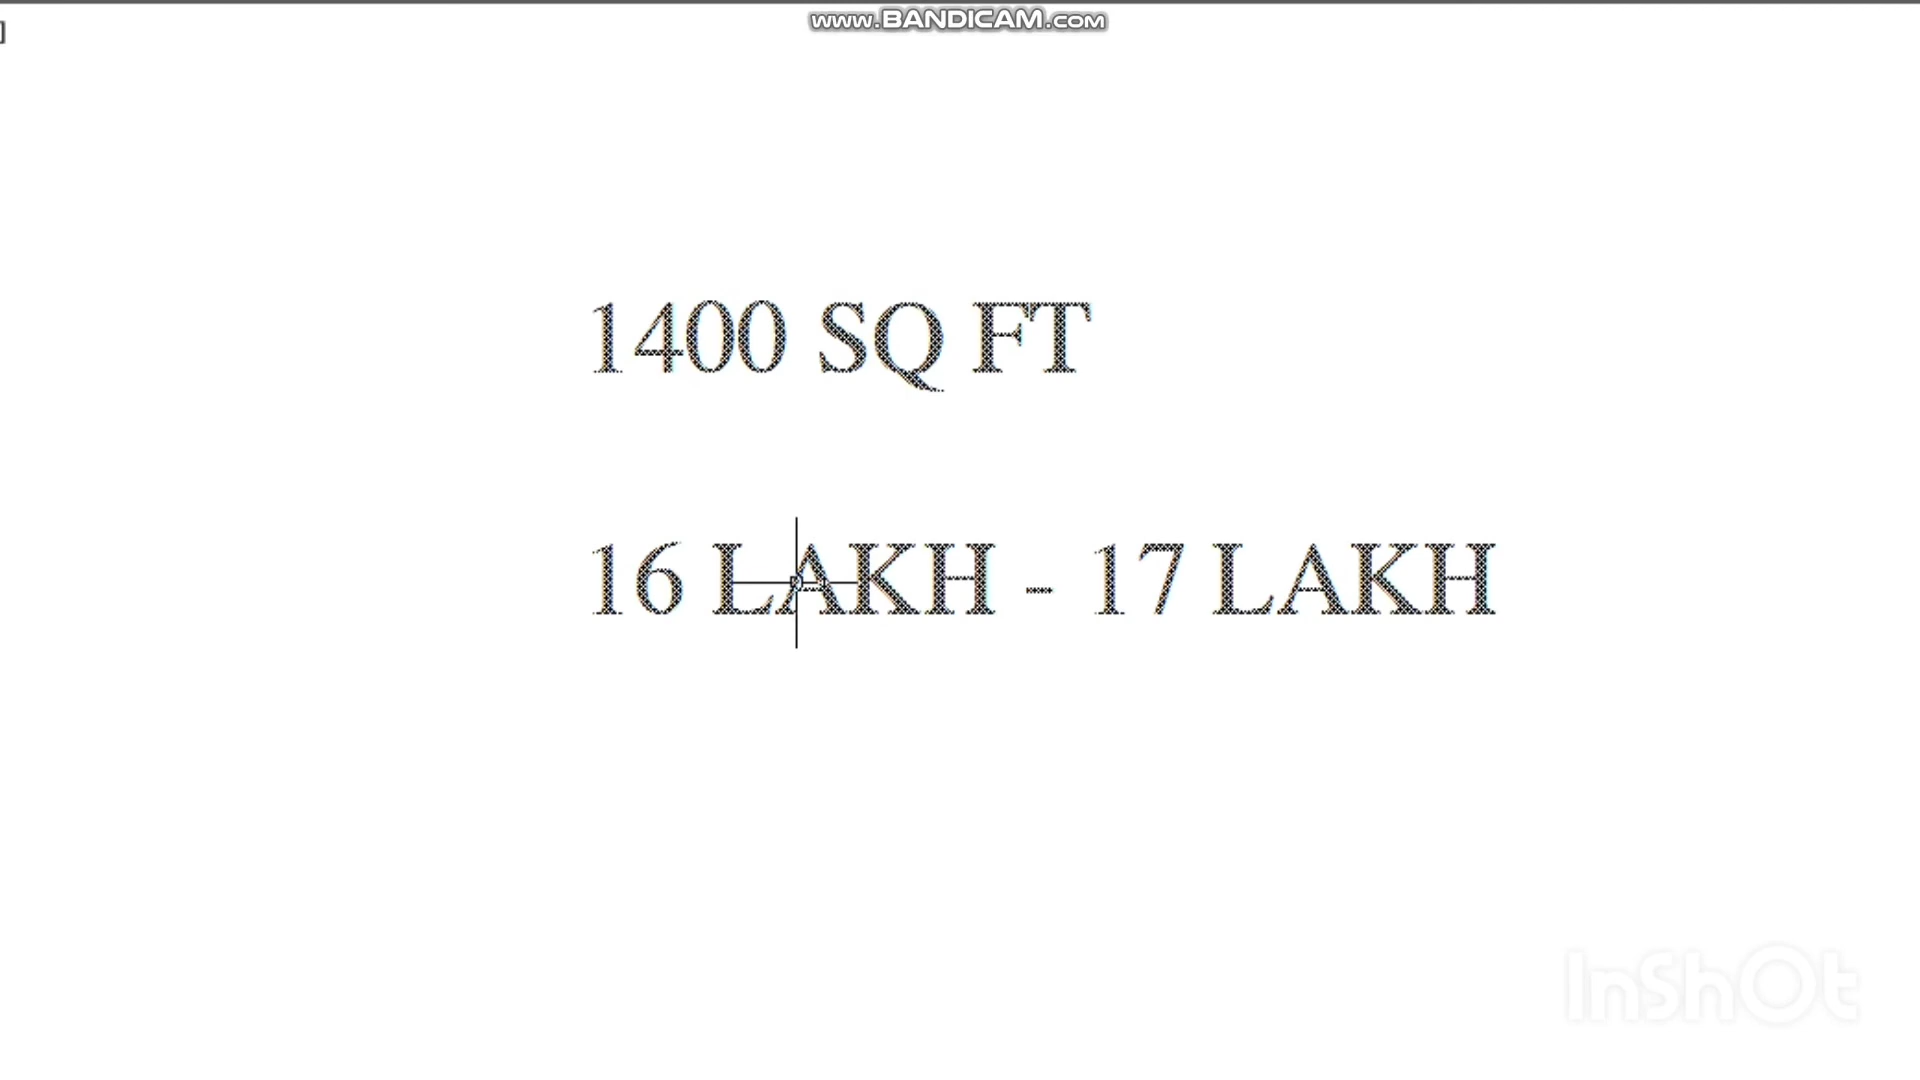 ]
www.BANDICAM.com
1400 SQ FT
16 LAKH - 17 LAKH
InShOt